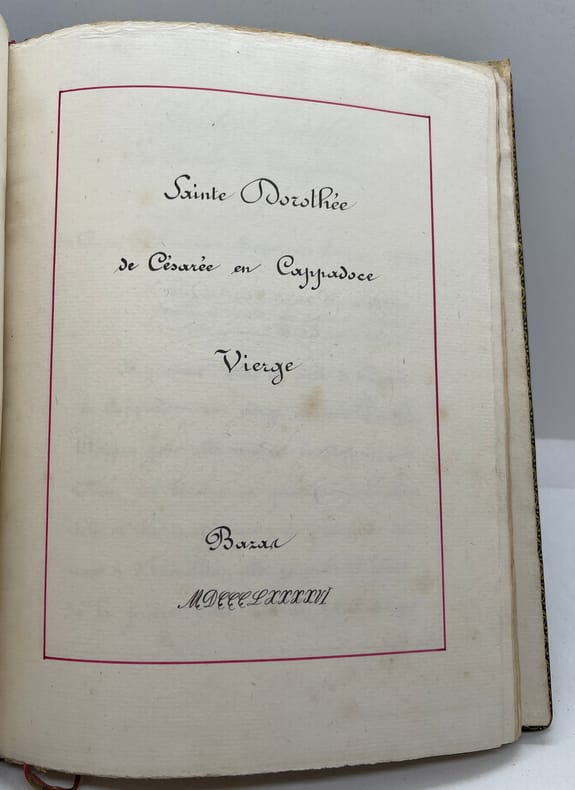 Sainte Dorothée
de Césarée en Cappadoce
Vierge
Bazas
MDCCCLXXXXVI